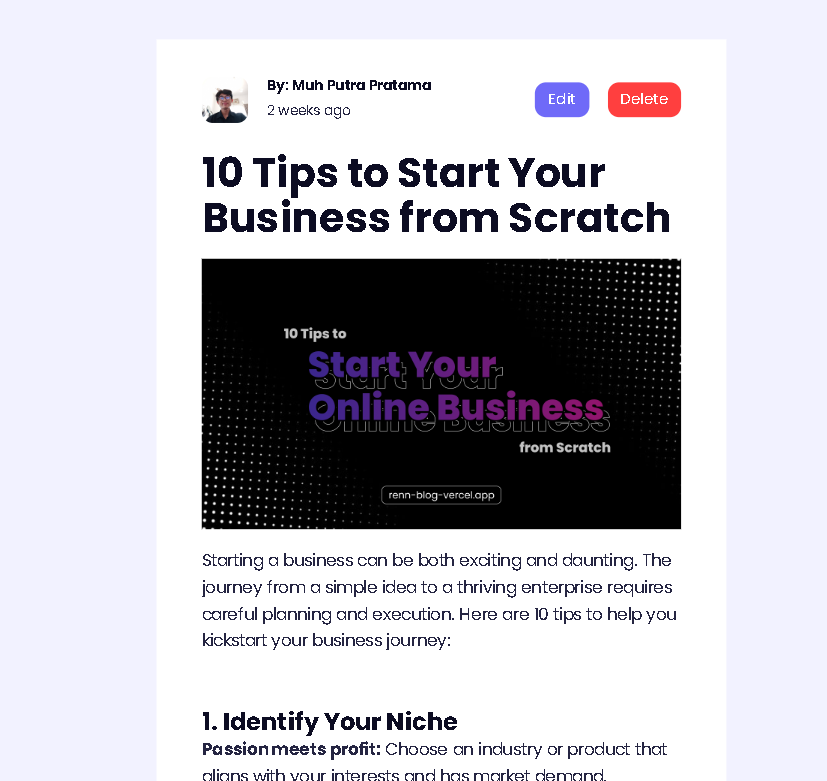 By: Muh Putra Pratama
2 weeks ago
Edit
Delete
10 Tips to Start Your
Business from Scratch
10 Tips to
Start Your
Start Your
Online Business
Online Business
from Scratch
renn-blog-vercel.app
Starting a business can be both exciting and daunting. The
journey from a simple idea to a thriving enterprise requires
careful planning and execution. Here are 10 tips to help you
kickstart your business journey:
1. Identify Your Niche
Passion meets profit: Choose an industry or product that
aligns with your interests and has market demand.